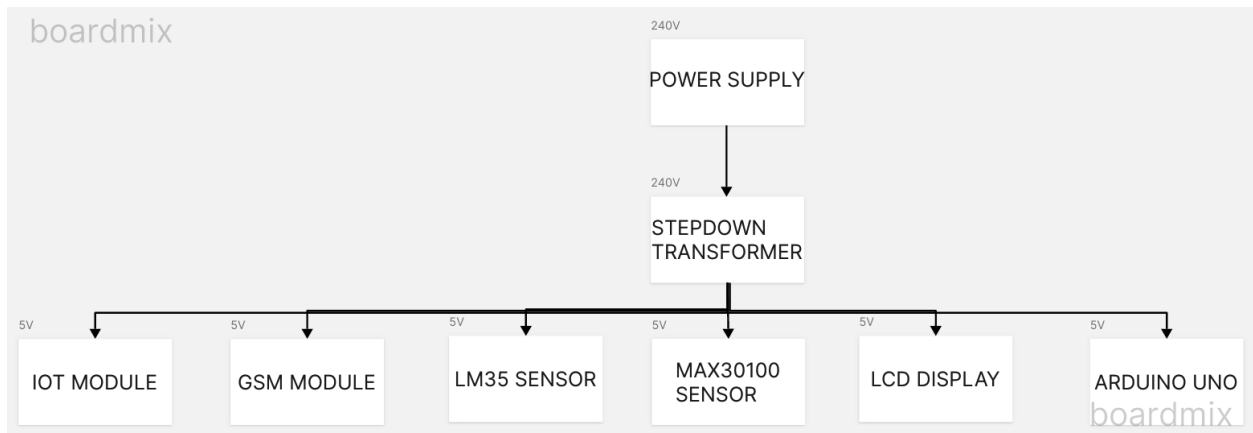 boardmix
240V
POWER SUPPLY
240V
STEPDOWN
TRANSFORMER
5V
IOT MODULE
5V
GSM MODULE
5V
LM35 SENSOR
5V
MAX30100
SENSOR
5V
LCD DISPLAY
5V
ARDUINO UNO
boardmix